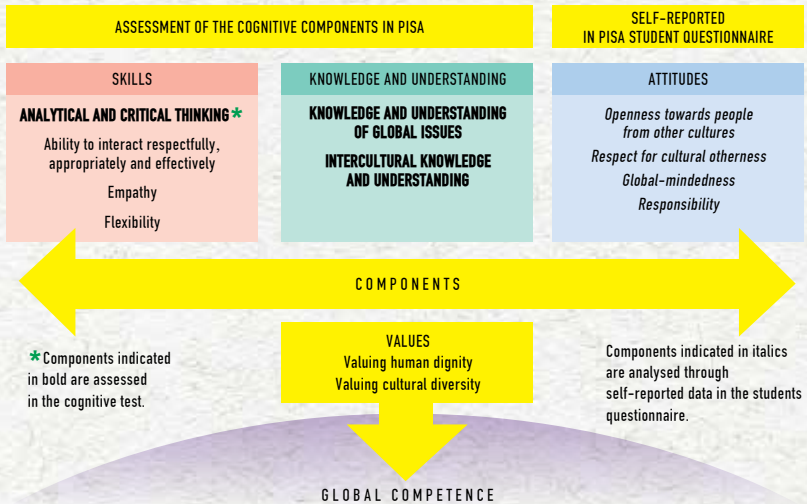 ASSESSMENT OF THE COGNITIVE COMPONENTS IN PISA
SELF-REPORTED
IN PISA STUDENT QUESTIONNAIRE
SKILLS
ANALYTICAL AND CRITICAL THINKING *
Ability to interact respectfully,
appropriately and effectively
Empathy
Flexibility
KNOWLEDGE AND UNDERSTANDING
KNOWLEDGE AND UNDERSTANDING
OF GLOBAL ISSUES
INTERCULTURAL KNOWLEDGE
AND UNDERSTANDING
ATTITUDES
Openness towards people
from other cultures
Respect for cultural otherness
Global-mindedness
Responsibility
COMPONENTS
* Components indicated
in bold are assessed
in the cognitive test.
VALUES
Valuing human dignity
Valuing cultural diversity
Components indicated in italics
are analysed through
self-reported data in the students
questionnaire.
GLOBAL COMPETENCE